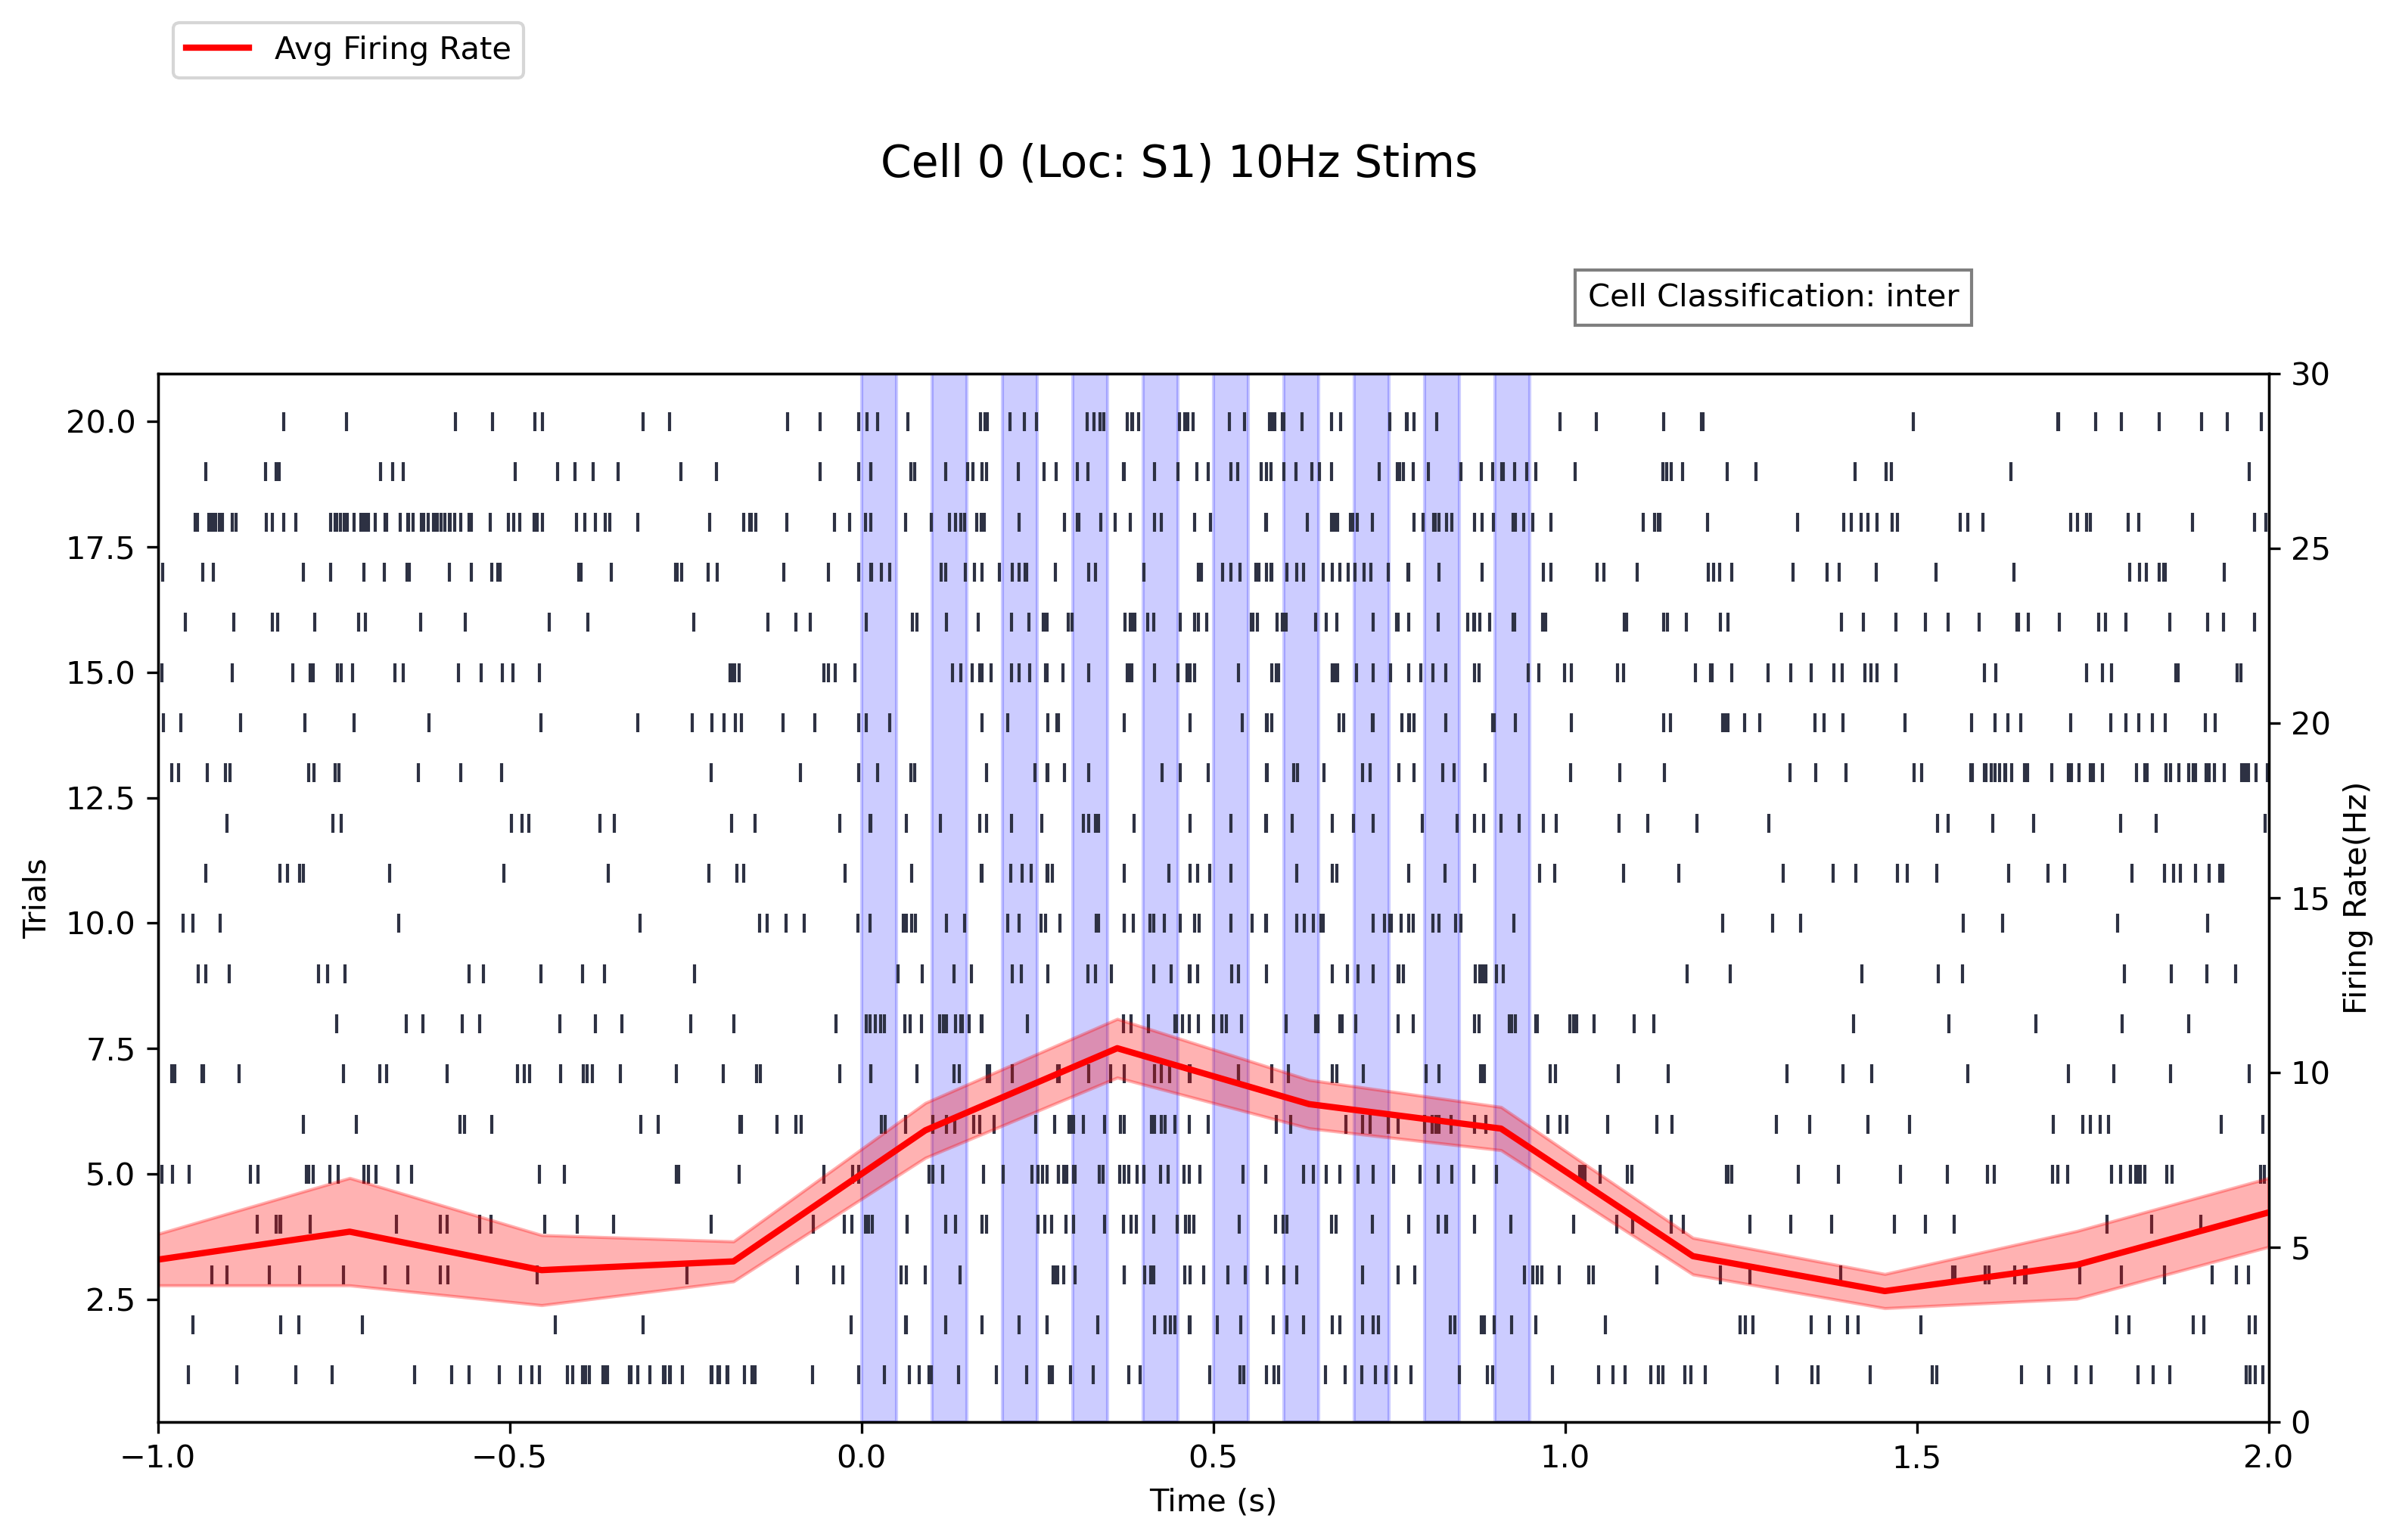 Avg Firing Rate
Cell 0 (Loc: S1) 10Hz Stims
Cell Classification: inter
20.0
17.5
15.0
12.5
10.0
7.5
5.0
2.5
Trials
30
25
20
15
10
5
0
Firing Rate(Hz)
−1.0 −0.5 0.0 0.5 1.0 1.5 2.0
Time (s)